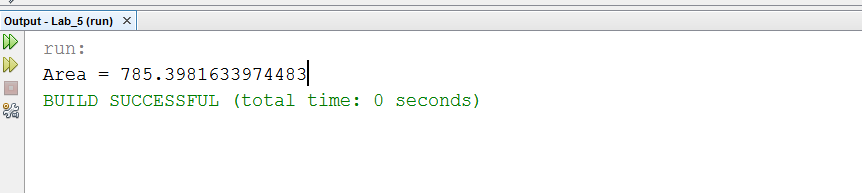 Output - Lab_5 (run) ×
run:
Area = 785.3981633974483
BUILD SUCCESSFUL (total time: 0 seconds)